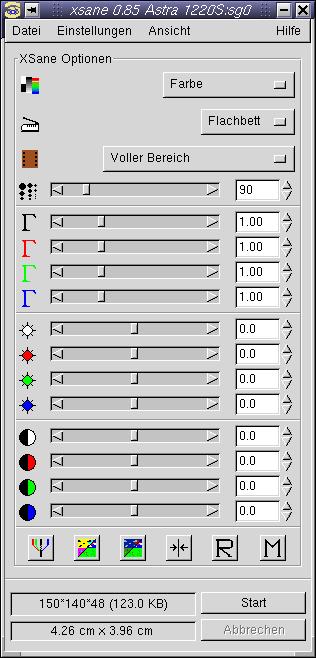 xsane 0.85 Astra 1220S:sg0
Datei Einstellungen Ansicht Hilfe
XSane Optionen
Farbe
Flachbett
Voller Bereich
90
Γ 1.00
Γ 1.00
Γ 1.00
Γ 1.00
0.0
0.0
0.0
0.0
0.0
0.0
0.0
0.0
R M
150*140*48 (123.0 KB) Start
4.26 cm x 3.96 cm Abbrechen